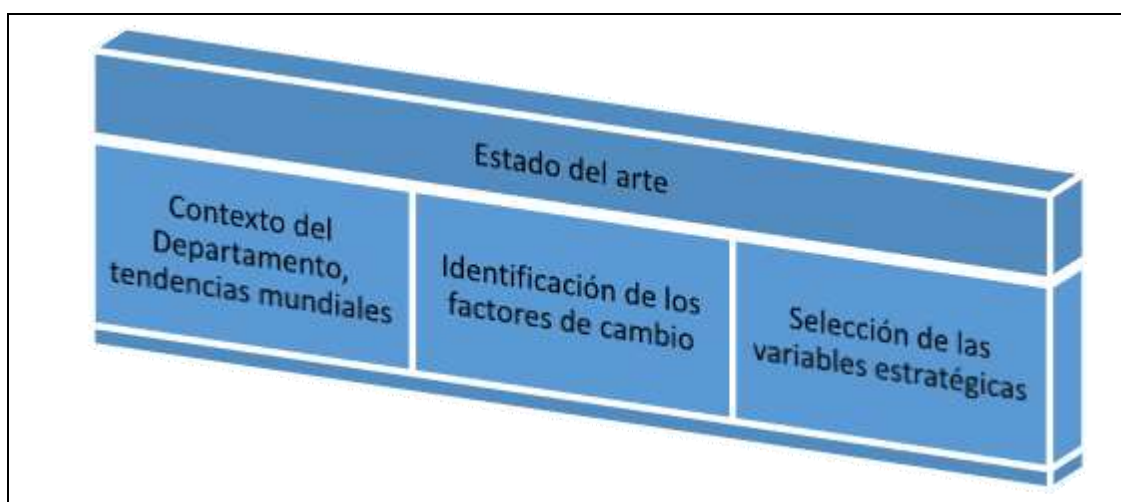 Estado del arte
Contexto del
Departamento,
tendencias mundiales
Identificación de los
factores de cambio
Selección de las
variables estratégicas